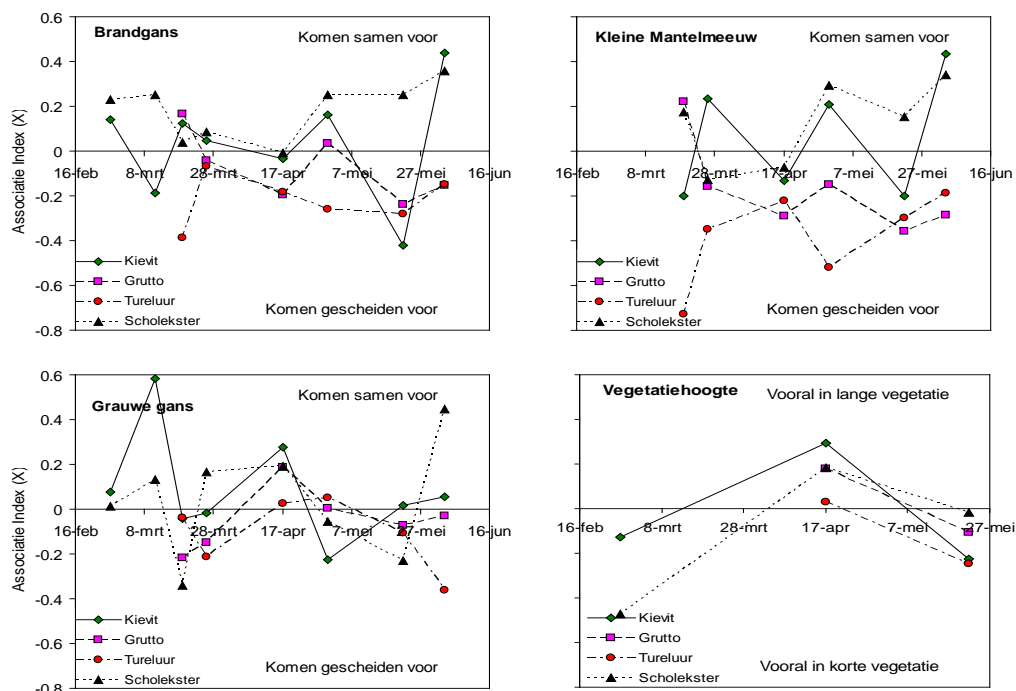 0.6
Brandgans
Komen samen voor
0.4
0.2
0
16-feb 8-mrt 28-mrt 17-apr 7-mei 27-mei 16-jun
-0.2
-0.4
-0.6
-0.8
Associatie Index (X)
Kievit
Grutto
Tureluur
Scholekster
Komen gescheiden voor
Kleine Mantelmeeuw
Komen samen voor
16-feb 8-mrt 28-mrt 17-apr 7-mei 27-mei 16-jun
Kievit
Grutto
Tureluur
Scholekster
Komen gescheiden voor
0.6
Komen samen voor
Grauwe gans
0.4
0.2
0
16-feb 8-mrt 28-mrt 17-apr 7-mei 27-mei 16-jun
-0.2
-0.4
-0.6
-0.8
Associatie Index (X)
Kievit
Grutto
Tureluur
Scholekster
Komen gescheiden voor
Vegetatiehoogte
Vooral in lange vegetatie
16-feb 8-mrt 28-mrt 17-apr 7-mei 27-mei
Kievit
Grutto
Tureluur
Scholekster
Vooral in korte vegetatie